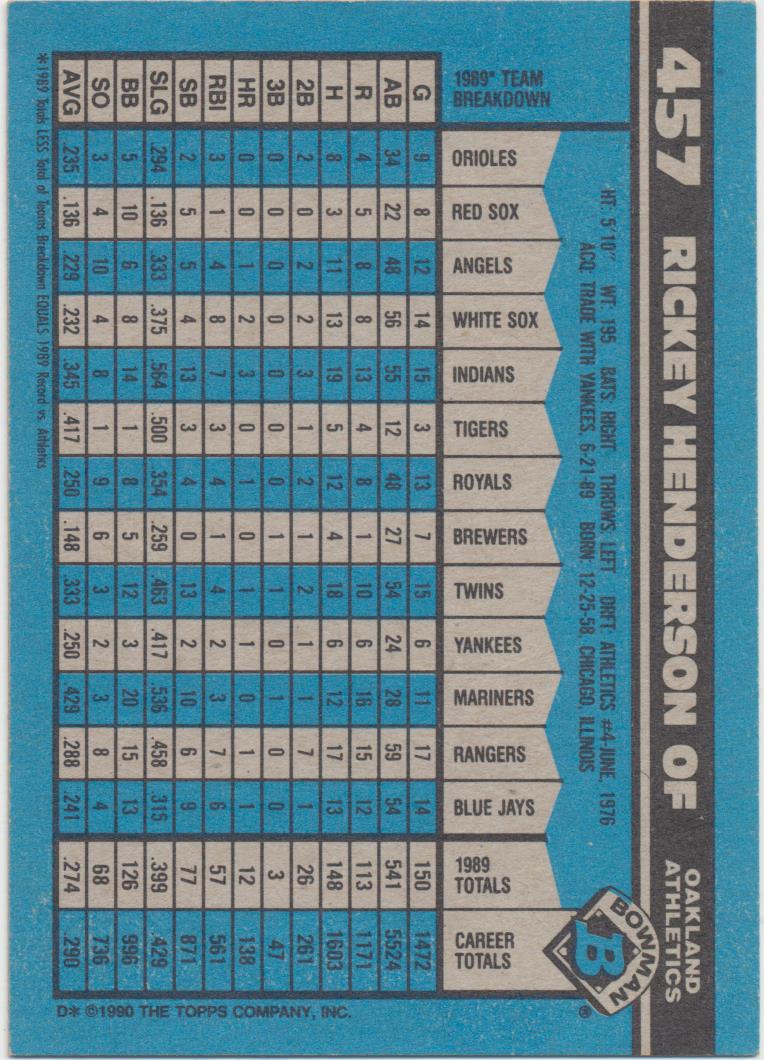 457 RICKEY HENDERSON OF OAKLAND ATHLETICS
HT: 5'10" WT: 195 BATS: RIGHT THROWS: LEFT DRFT: ATHLETICS #4-JUNE, 1976
ACQ: TRADE WITH YANKEES, 6-21-89 BORN: 12-25-58, CHICAGO, ILLINOIS
BOWMAN
B
1989* TEAM BREAKDOWN ORIOLES RED SOX ANGELS WHITE SOX INDIANS TIGERS ROYALS BREWERS TWINS YANKEES MARINERS RANGERS BLUE JAYS 1989 TOTALS CAREER TOTALS
G 9 8 12 14 15 3 13 7 15 6 11 17 14 150 1472
AB 34 22 48 56 55 12 48 27 54 24 28 59 54 541 5524
R 4 5 8 8 13 4 8 1 10 6 16 15 12 113 1171
H 8 3 11 13 19 5 12 4 18 6 12 17 13 148 1603
2B 2 0 2 2 3 1 2 1 2 1 1 7 1 26 261
3B 0 0 0 0 0 0 0 1 1 0 1 0 0 3 47
HR 0 0 1 2 3 0 1 0 1 1 0 1 1 12 138
RBI 3 1 4 8 7 3 4 1 4 2 3 7 6 57 561
SB 2 5 5 4 13 3 4 0 13 2 10 6 9 77 871
SLG .294 .136 .333 .375 .564 .500 .354 .259 .463 .417 .536 .458 .315 .399 .429
BB 5 10 6 8 14 1 8 5 12 3 20 15 13 126 996
SO 3 4 10 4 8 1 9 6 3 2 3 8 4 68 736
AVG .235 .136 .229 .232 .345 .417 .250 .148 .333 .250 .429 .288 .241 .274 .290
*1989 Totals LESS Total of Teams Breakdown EQUALS 1989 Record vs. Athletics
D* ©1990 THE TOPPS COMPANY, INC. ®